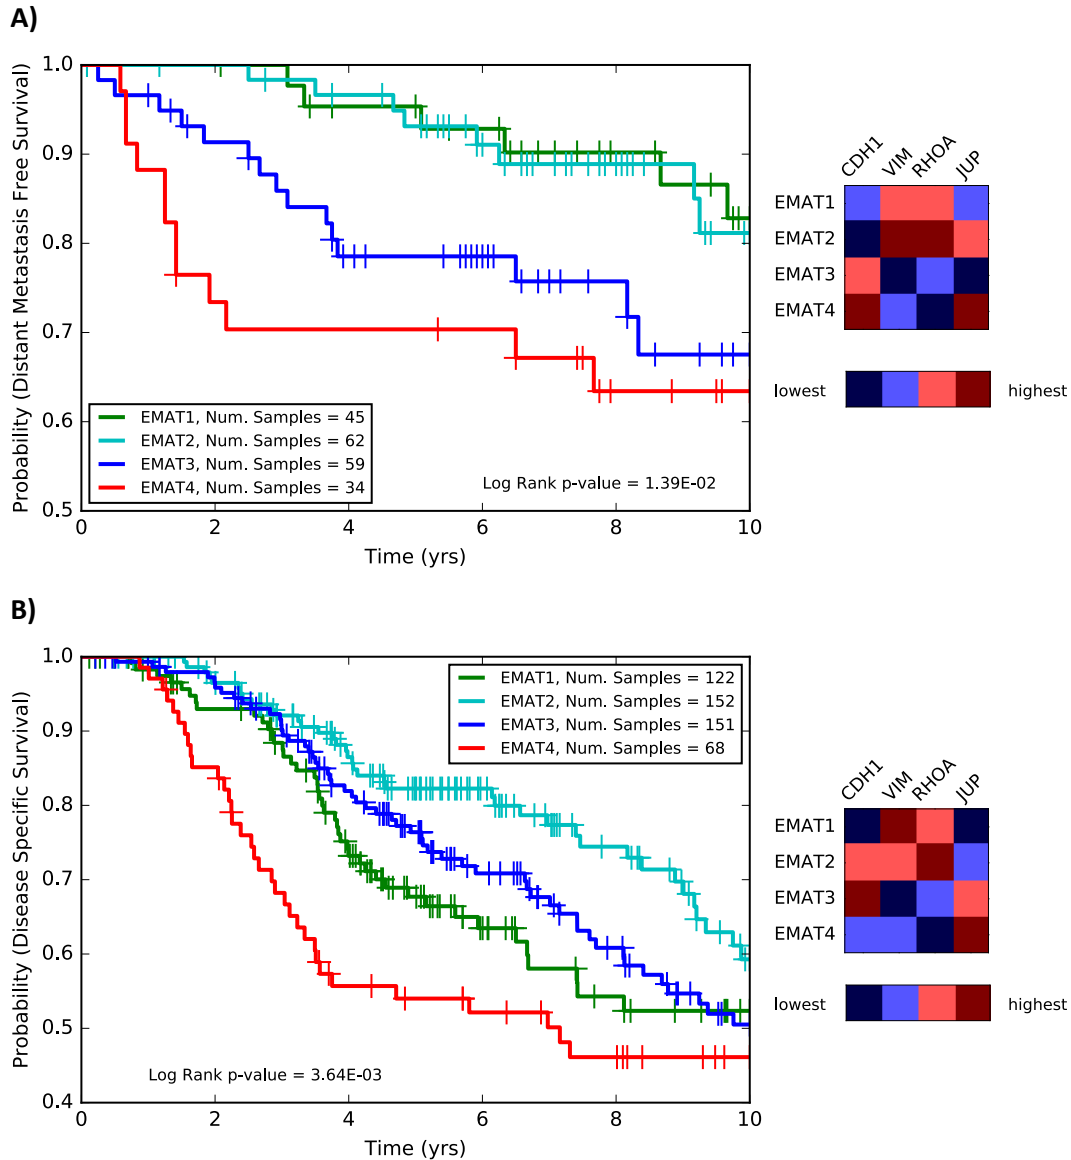 A)
Probability (Distant Metastasis Free Survival)
1.0
0.9
0.8
0.7
0.6
0.5
EMAT1, Num. Samples = 45
EMAT2, Num. Samples = 62
EMAT3, Num. Samples = 59
EMAT4, Num. Samples = 34
Log Rank p-value = 1.39E-02
0 2 4 6 8 10
Time (yrs)
CDH1 VIM RHOA JUP
EMAT1
EMAT2
EMAT3
EMAT4
lowest highest
B)
Probability (Disease Specific Survival)
1.0
0.9
0.8
0.7
0.6
0.5
0.4
EMAT1, Num. Samples = 122
EMAT2, Num. Samples = 152
EMAT3, Num. Samples = 151
EMAT4, Num. Samples = 68
Log Rank p-value = 3.64E-03
0 2 4 6 8 10
Time (yrs)
CDH1 VIM RHOA JUP
EMAT1
EMAT2
EMAT3
EMAT4
lowest highest